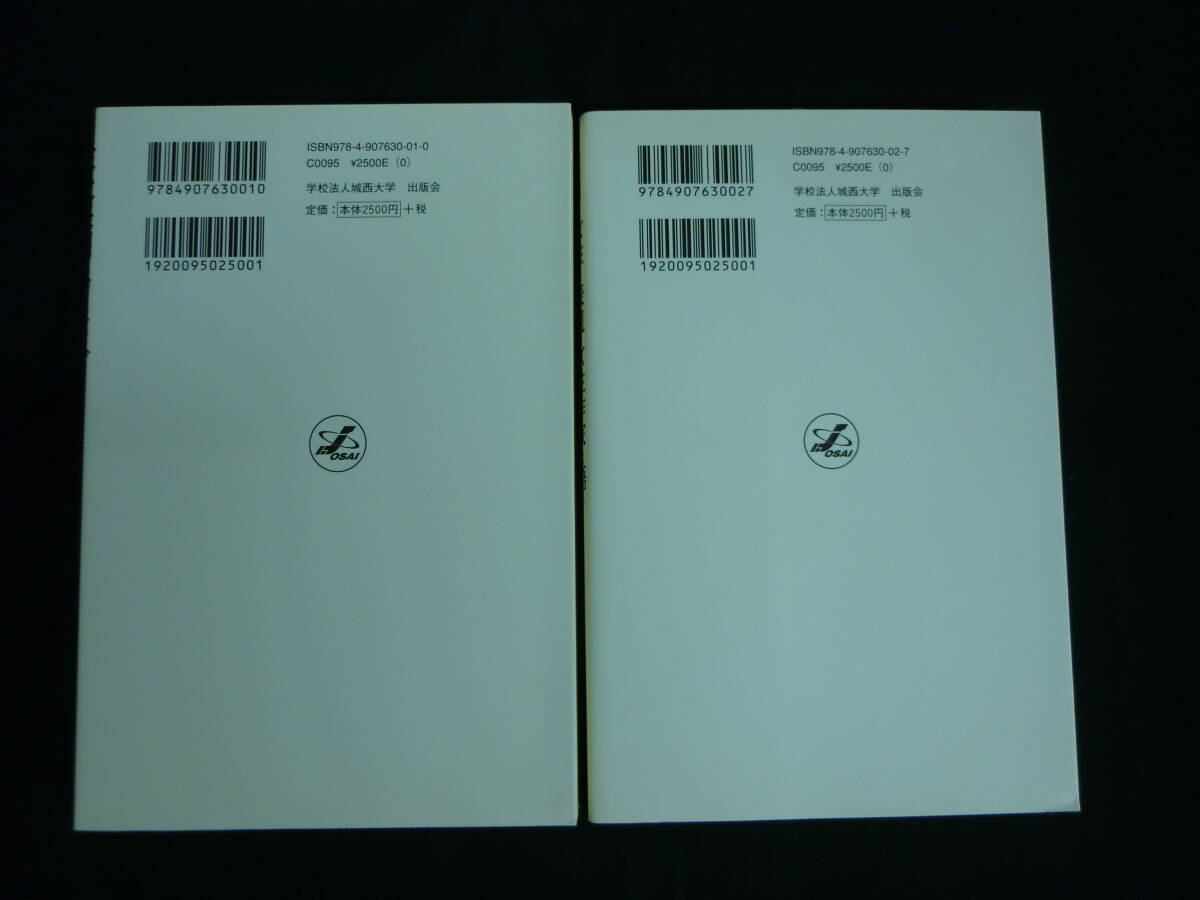 ISBN978-4-907630-01-0
C0095 ¥2500E (0)
9784907630010
学校法人城西大学 出版会
定価:本体2500円+税
1920095025001
JOSAI
ISBN978-4-907630-02-7
C0095 ¥2500E (0)
9784907630027
学校法人城西大学 出版会
定価:本体2500円+税
1920095025001
JOSAI